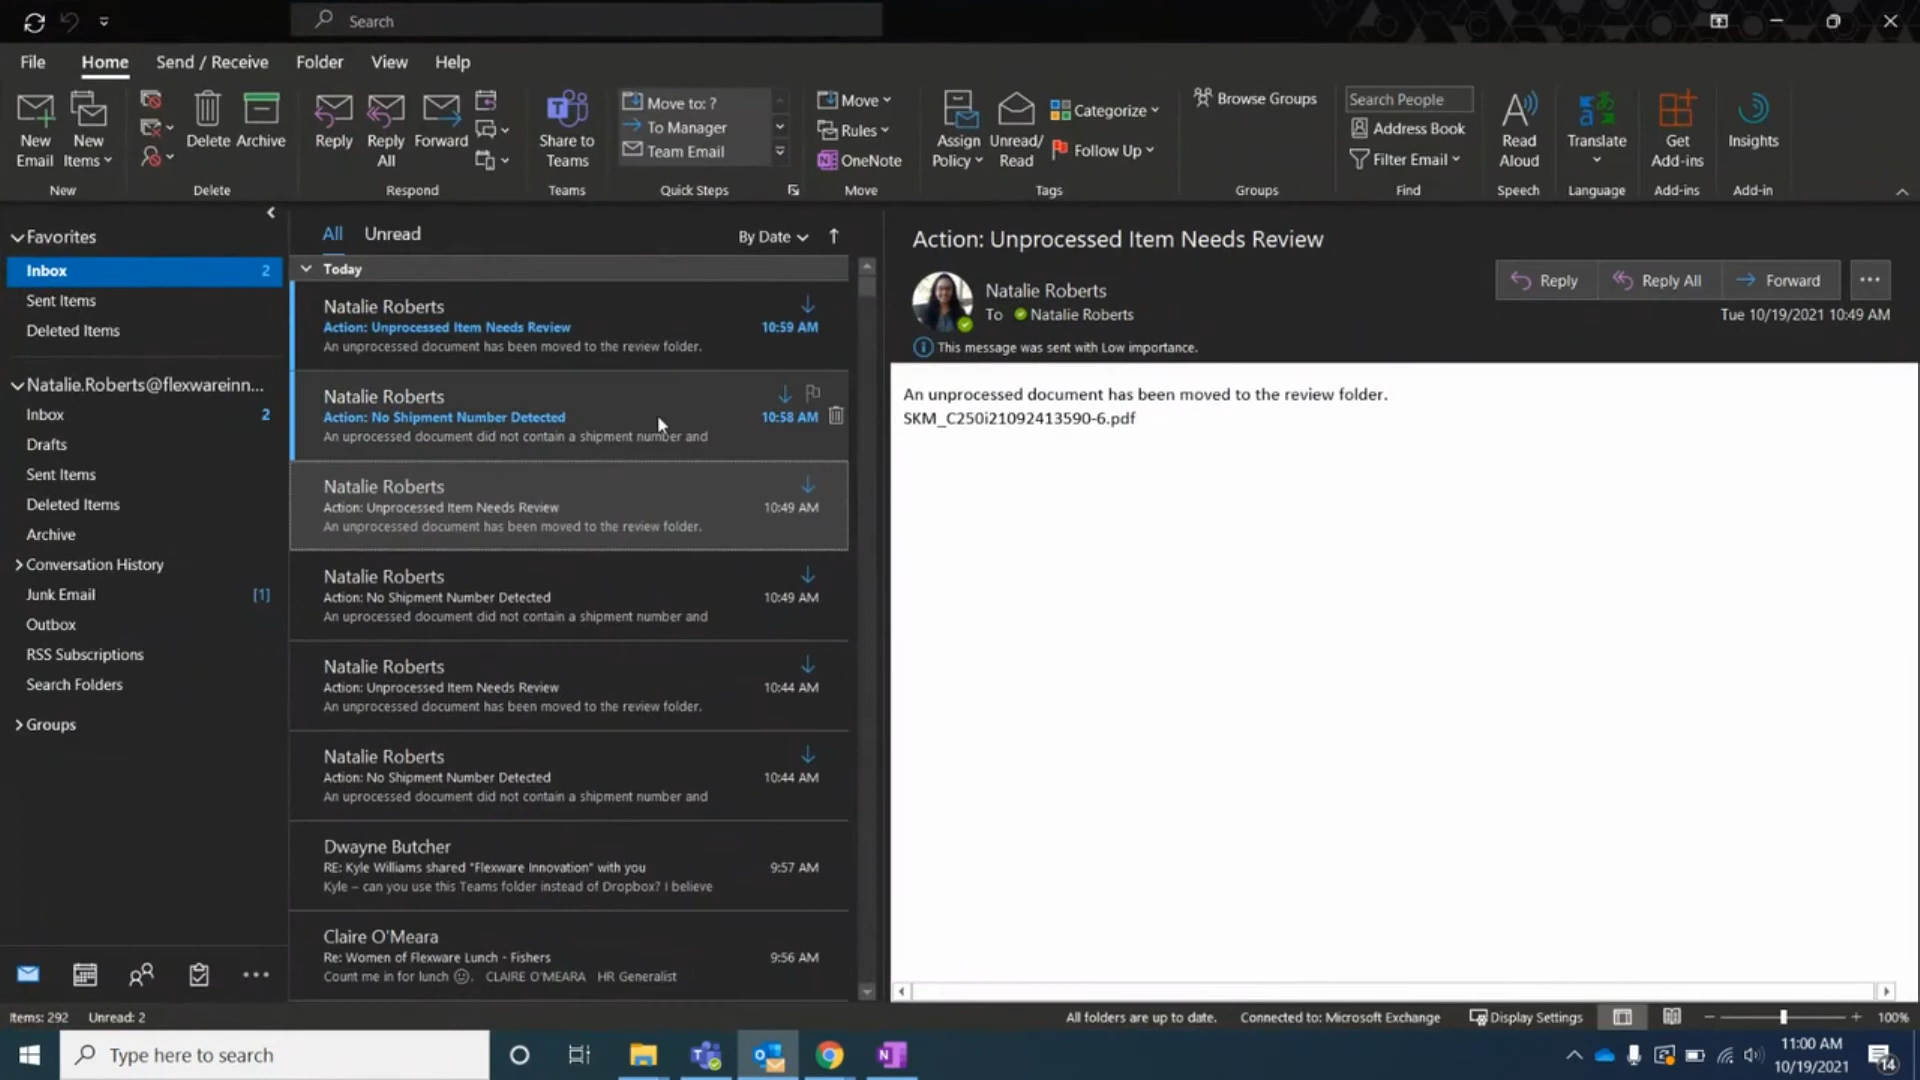 Search
File
Home
Send / Receive
Folder
View
Help
New Email
New Items
New
Delete
Archive
Delete
Reply
Reply All
Forward
Respond
Share to Teams
Teams
Move to: ?
To Manager
Team Email
Quick Steps
Move
Rules
OneNote
Move
Assign Policy
Unread/ Read
Categorize
Follow Up
Tags
Browse Groups
Groups
Search People
Address Book
Filter Email
Find
Read Aloud
Speech
Translate
Language
Get Add-ins
Add-ins
Insights
Add-in
Favorites
Inbox 2
Sent Items
Deleted Items
Natalie.Roberts@flexwareinn...
Inbox 2
Drafts
Sent Items
Deleted Items
Archive
Conversation History
Junk Email [1]
Outbox
RSS Subscriptions
Search Folders
Groups
All
Unread
By Date
Today
Natalie Roberts
Action: Unprocessed Item Needs Review 10:59 AM
An unprocessed document has been moved to the review folder.
Natalie Roberts
Action: No Shipment Number Detected 10:58 AM
An uprocessed document did not contain a shipment number and
Natalie Roberts
Action: Unprocessed Item Needs Review 10:49 AM
An unprocessed document has been moved to the review folder.
Natalie Roberts
Action: No Shipment Number Detected 10:49 AM
An uprocessed document did not contain a shipment number and
Natalie Roberts
Action: Unprocessed Item Needs Review 10:44 AM
An unprocessed document has been moved to the review folder.
Natalie Roberts
Action: No Shipment Number Detected 10:44 AM
An uprocessed document did not contain a shipment number and
Dwayne Butcher
RE: Kyle Williams shared "Flexware Innovation" with you 9:57 AM
Kyle – can you use this Teams folder instead of Dropbox? I believe
Claire O'Meara
Re: Women of Flexware Lunch - Fishers 9:56 AM
Count me in for lunch ☺. CLAIRE O'MEARA HR Generalist
Action: Unprocessed Item Needs Review
Natalie Roberts
To Natalie Roberts
Reply
Reply All
Forward
Tue 10/19/2021 10:49 AM
This message was sent with Low importance.
An unprocessed document has been moved to the review folder.
SKM_C250i21092413590-6.pdf
Items: 292 Unread: 2
All folders are up to date.
Connected to: Microsoft Exchange
Display Settings
100%
Type here to search
11:00 AM
10/19/2021
14